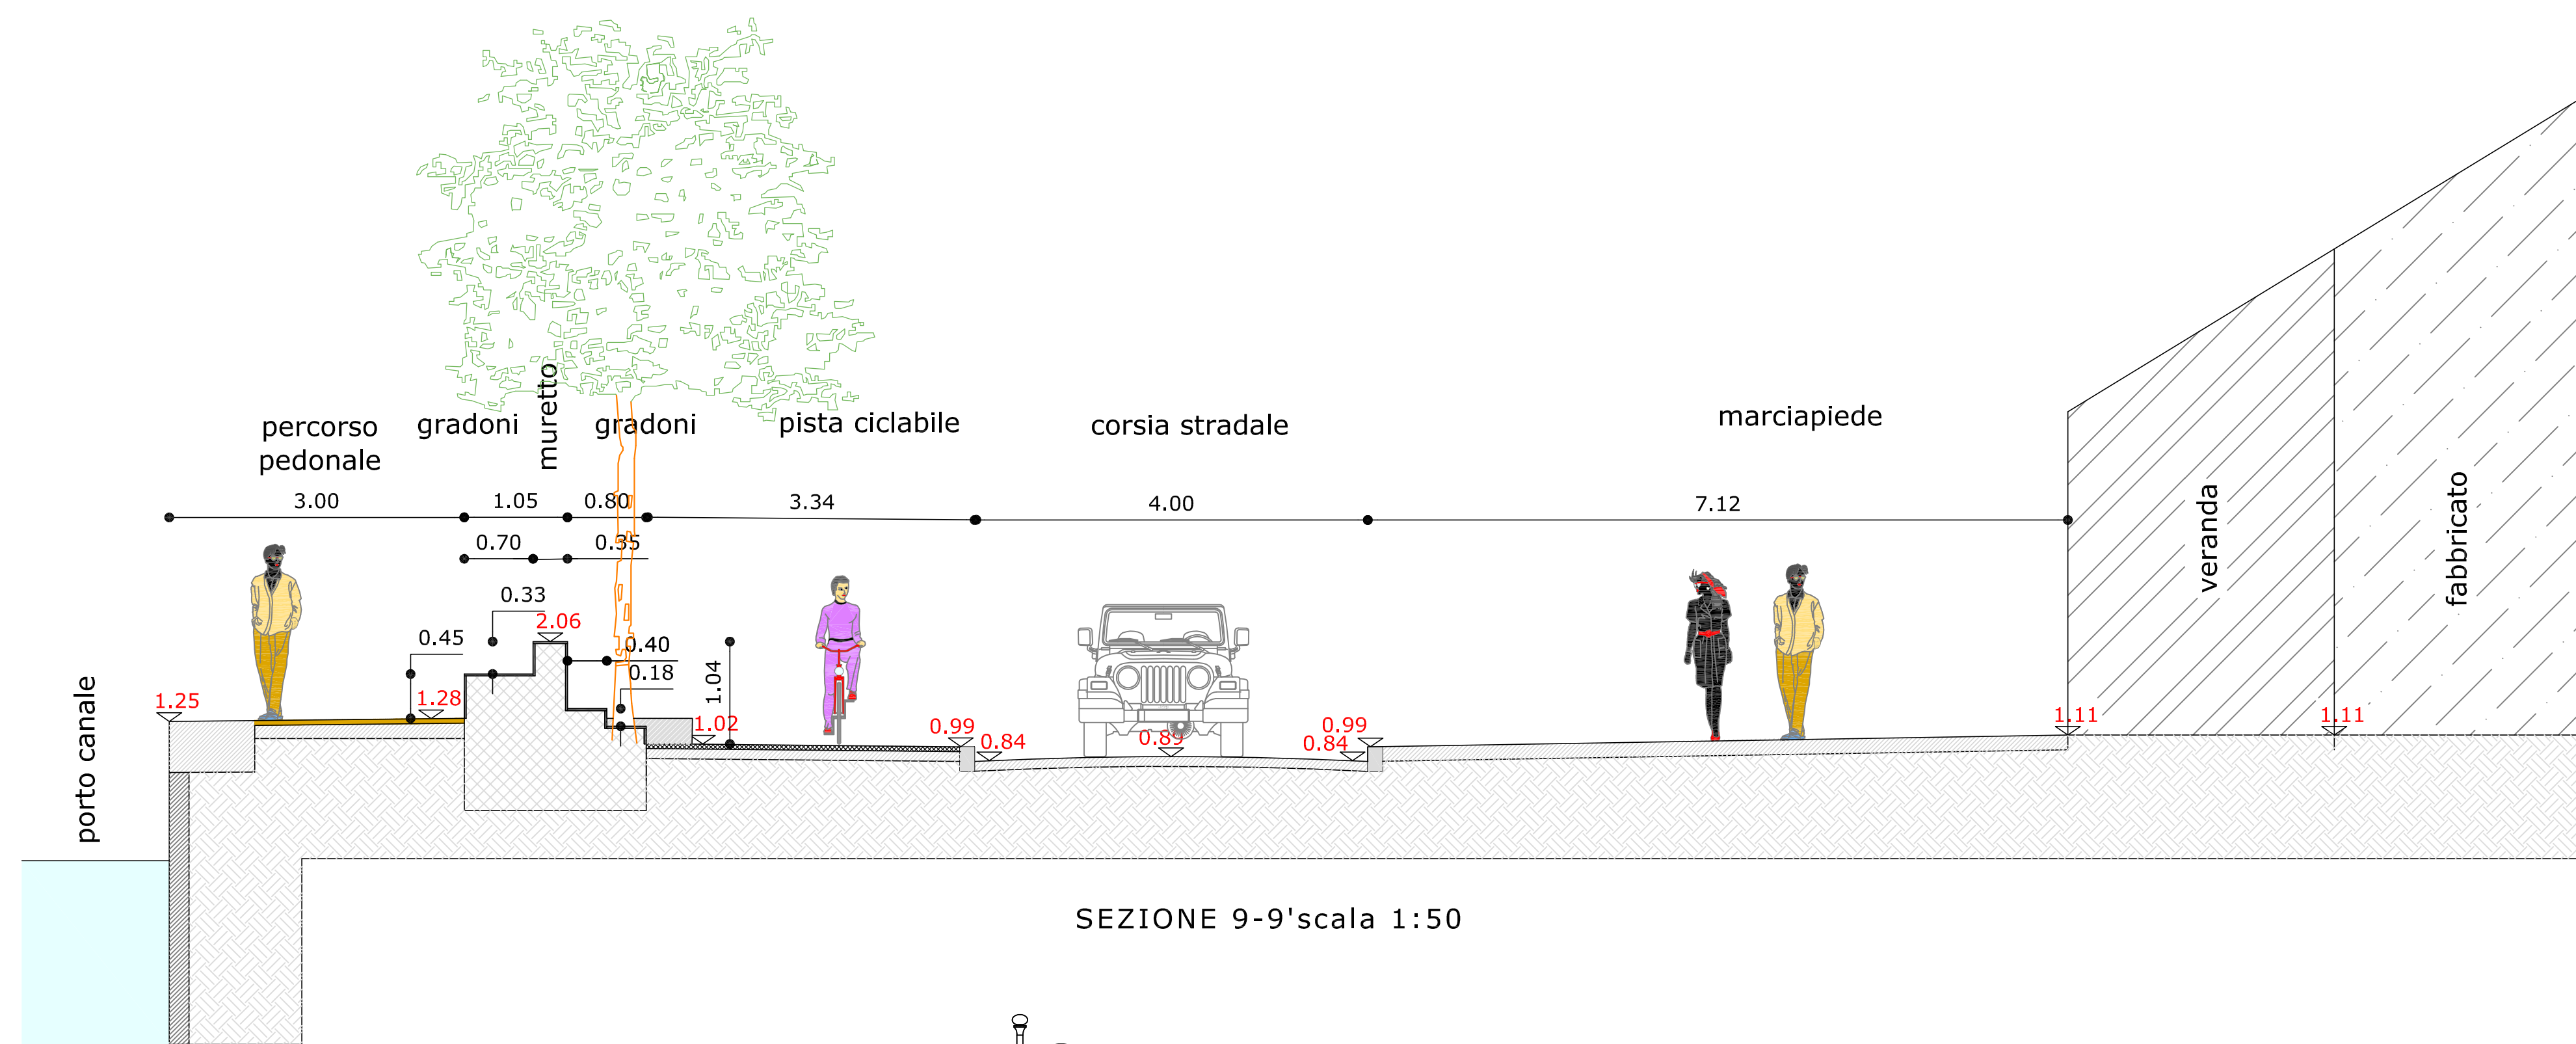 muretto
percorso
pedonale
gradoni
gradoni
pista ciclabile
corsia stradale
marciapiede
3.00
1.05
0.80
3.34
4.00
7.12
0.70
0.35
veranda
fabbricato
0.33
2.06
0.45
0.40
0.18
1.04
porto canale
1.25
1.28
1.02
0.99
0.84
0.89
0.99
0.84
1.11
1.11
SEZIONE 9-9'scala 1:50